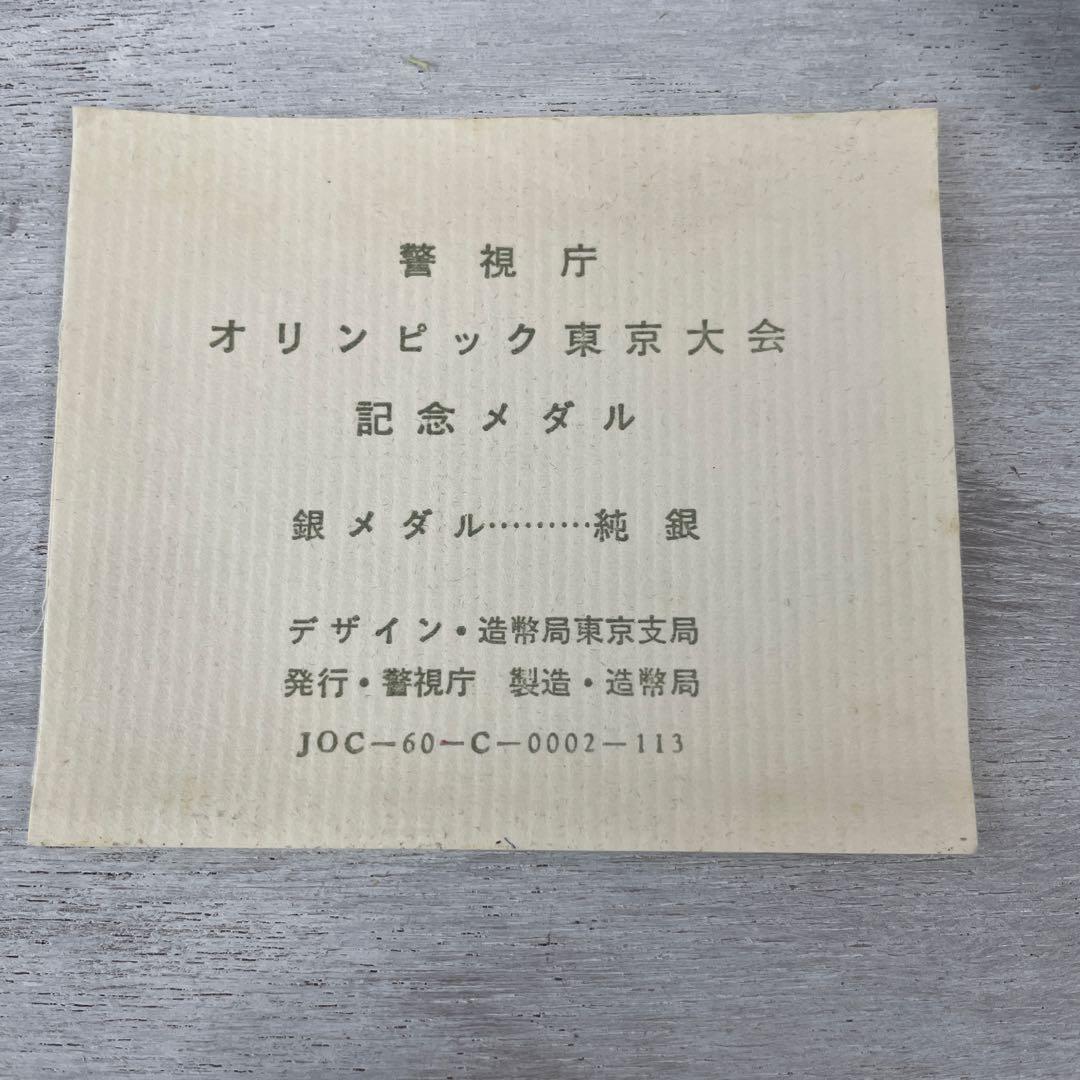 警視庁
オリンピック東京大会
記念メダル
銀メダル………純銀
デザイン・造幣局東京支局
発行・警視庁　製造・造幣局
JOC－60－C－0002－113